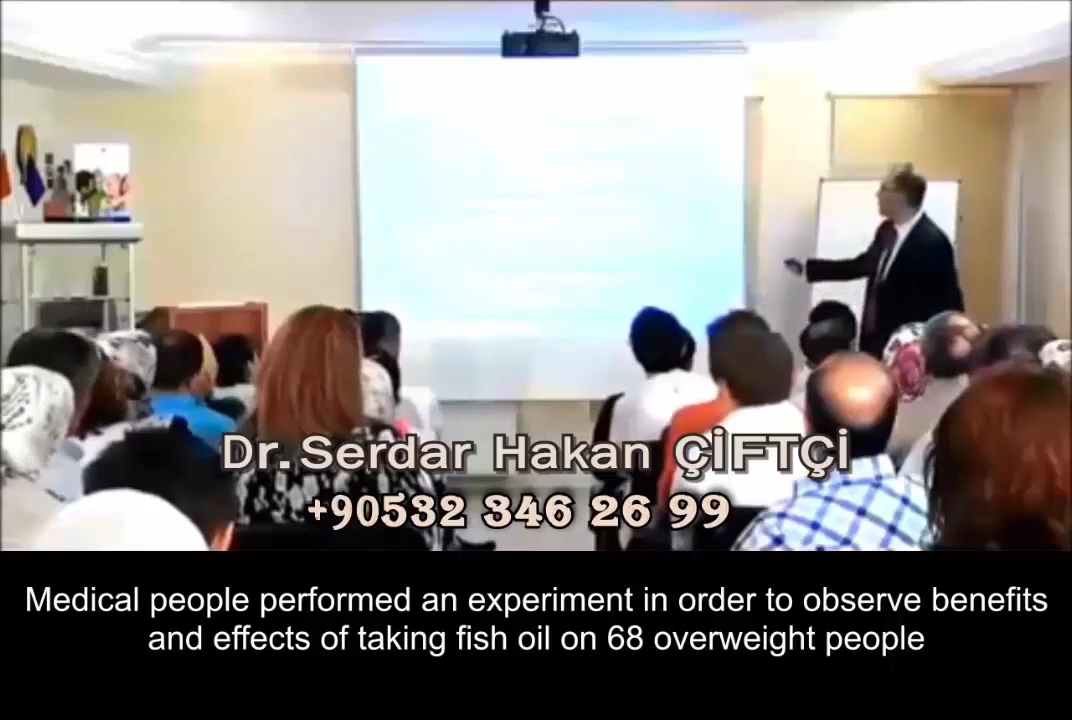 Dr. Serdar Hakan ÇİFTÇİ
+90532 346 26 99
Medical people performed an experiment in order to observe benefits
and effects of taking fish oil on 68 overweight people